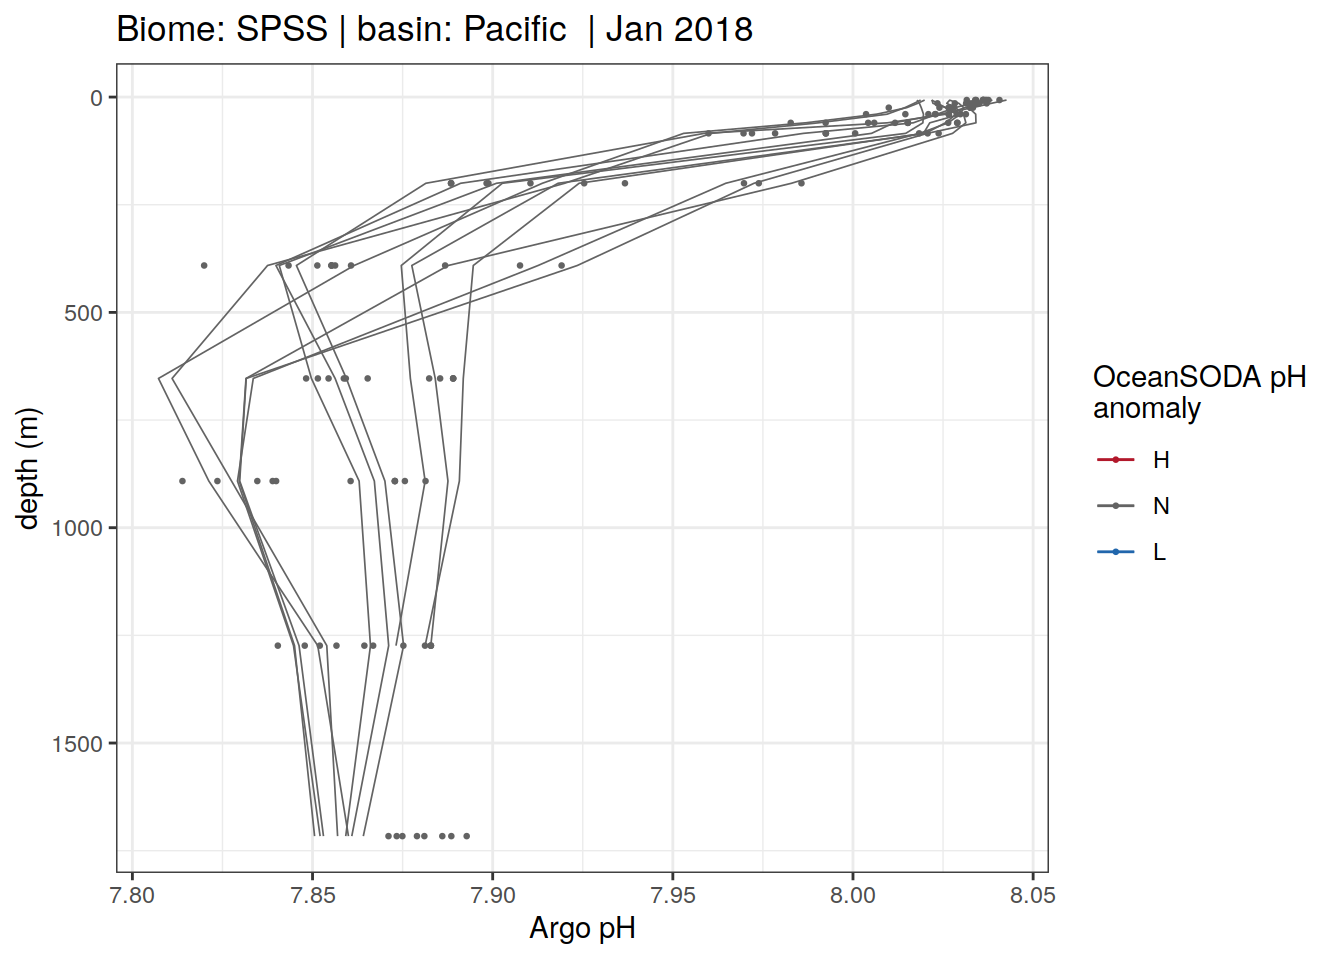 Biome: SPSS | basin: Pacific  | Jan 2018
0
500
1000
1500
depth (m)
7.80
7.85
7.90
7.95
8.00
8.05
Argo pH
OceanSODA pH
anomaly
H
N
L